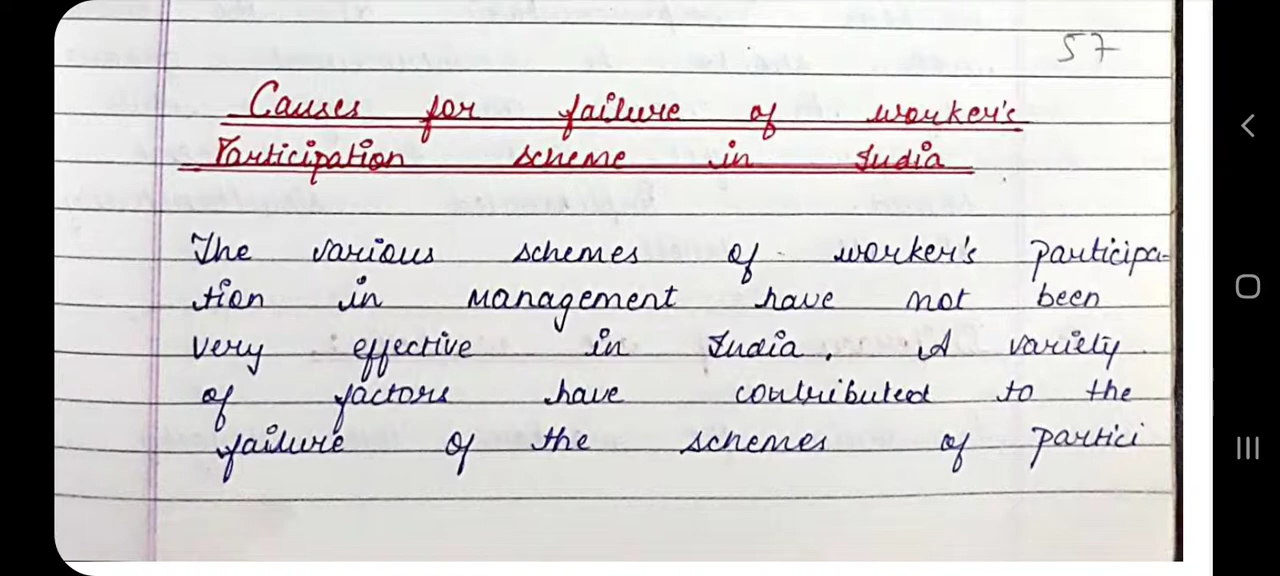 57
Causes for failure of worker's
Participation scheme in India
The various schemes of worker's participa-
tion in management have not been
very effective in India. A variety
of factors have contributed to the
failure of the schemes of partici